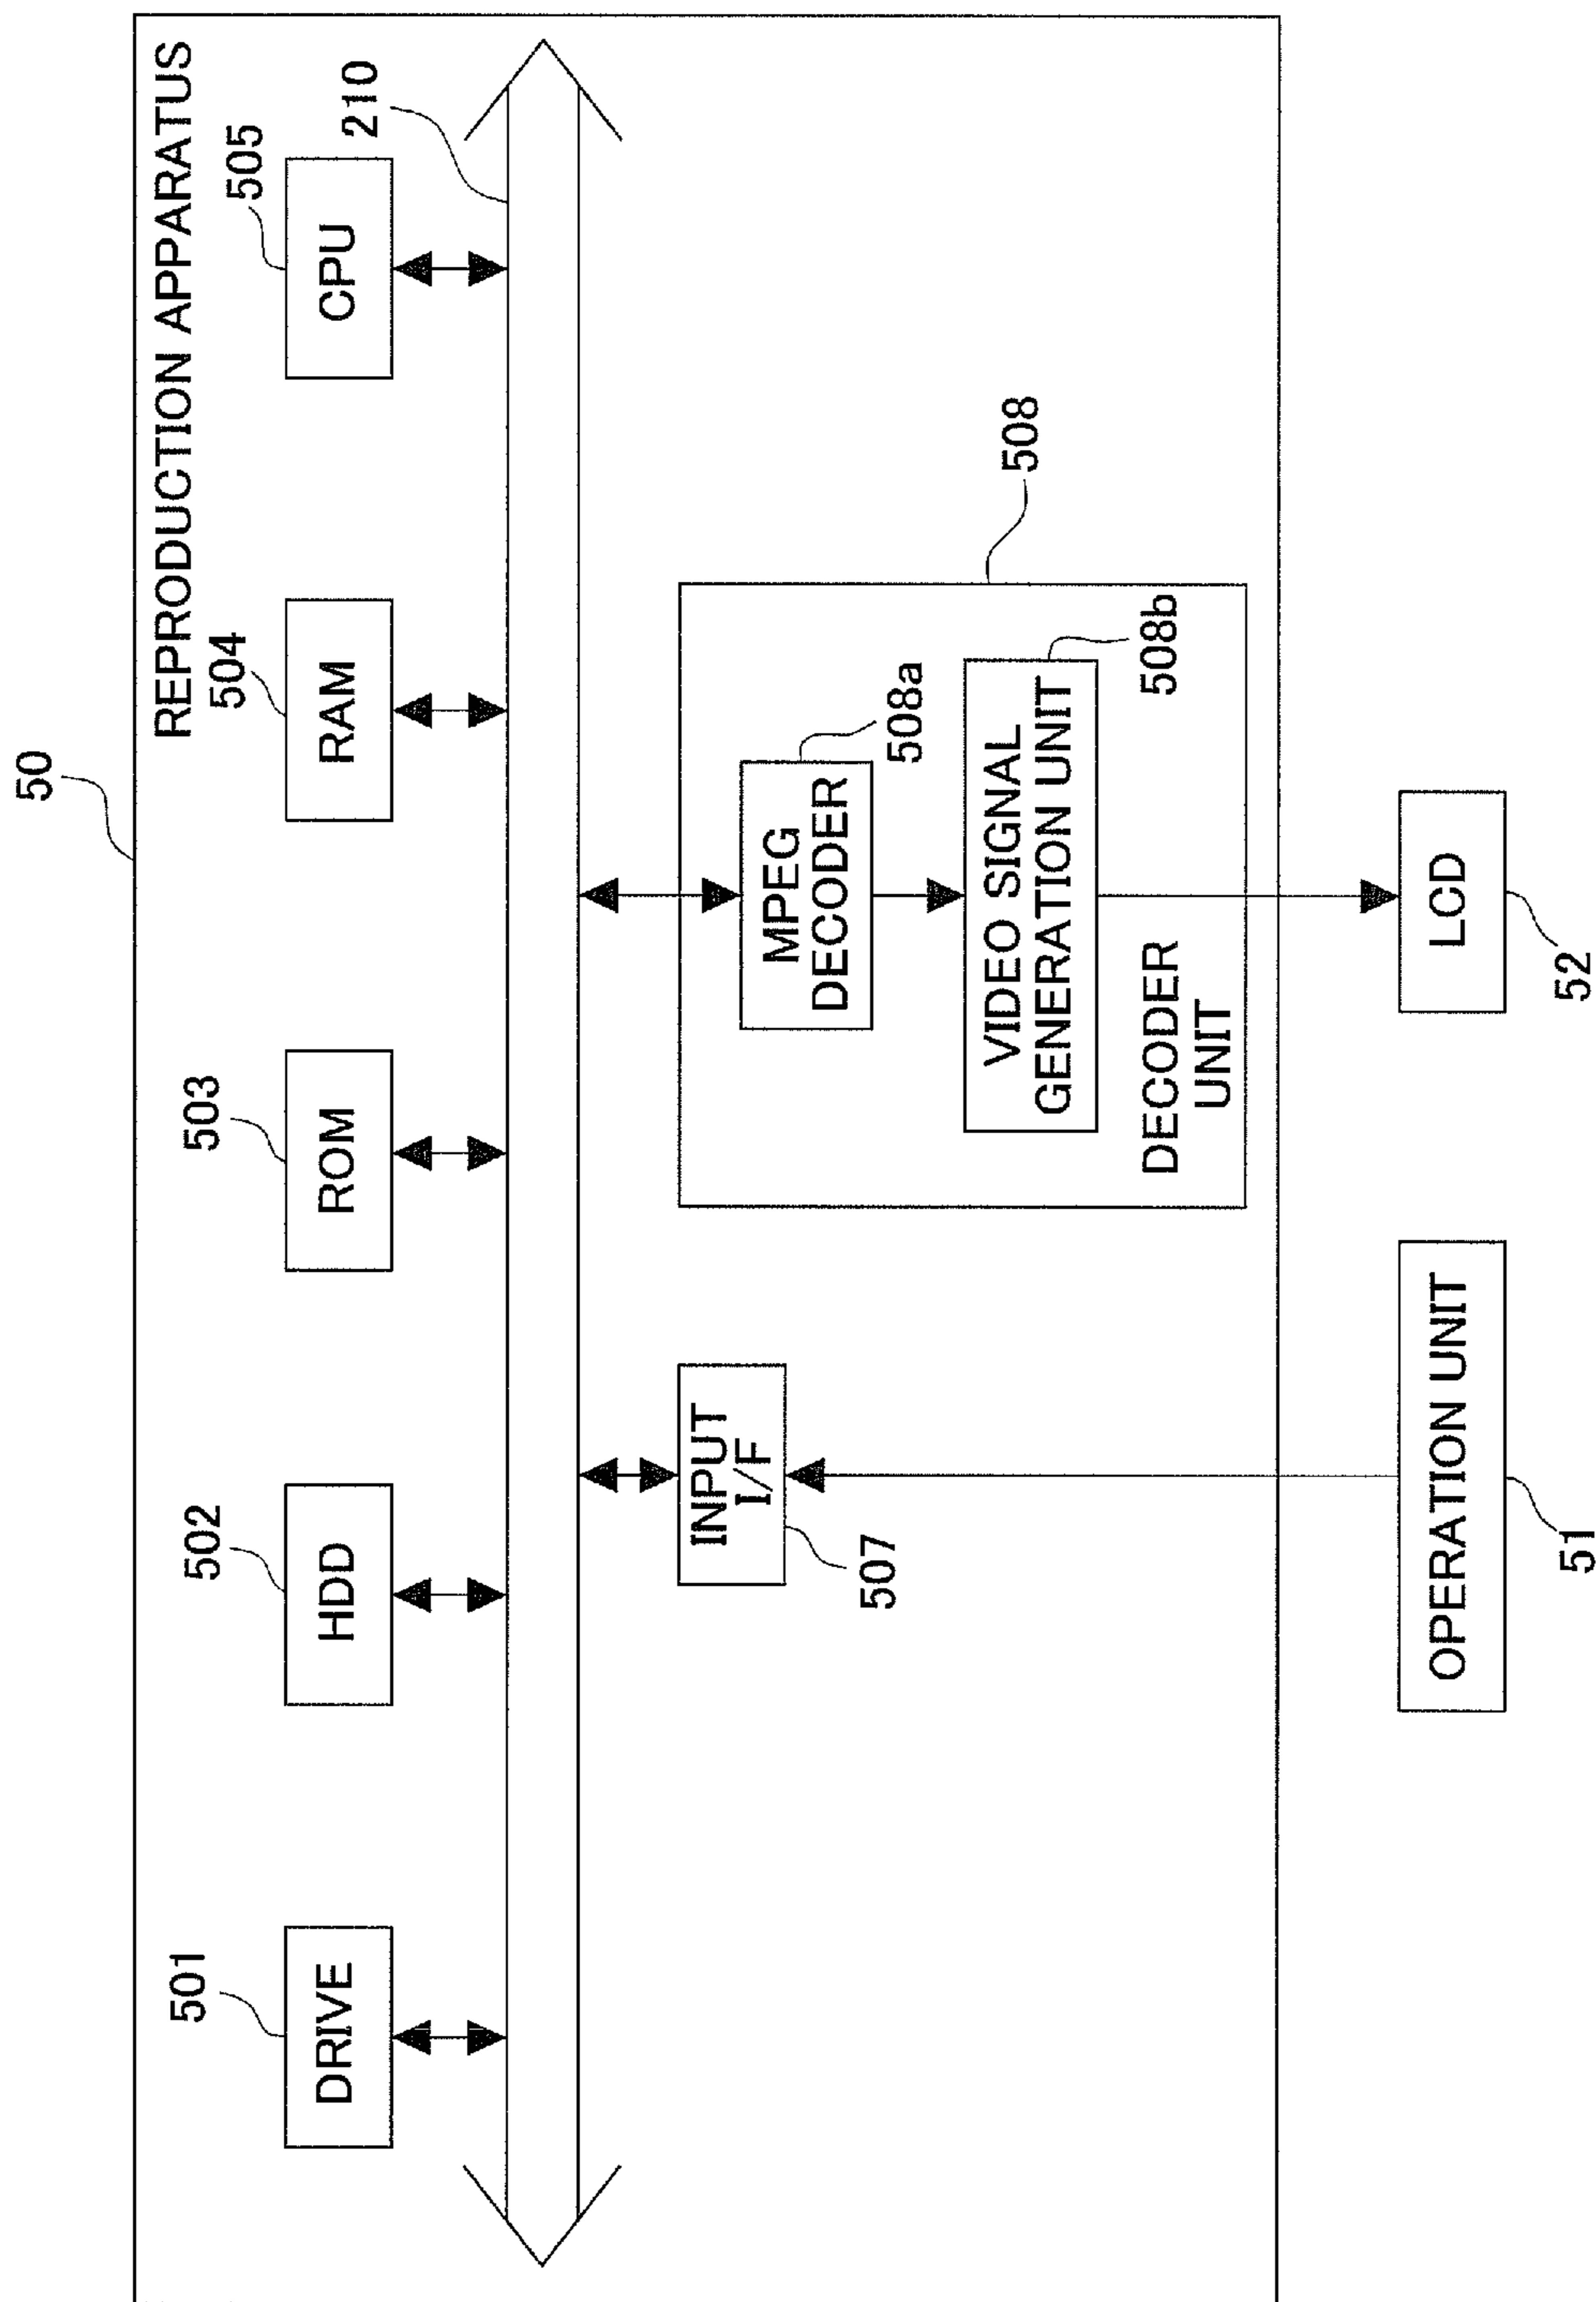 50
REPRODUCTION APPARATUS
501
502
503
504
505
DRIVE
HDD
ROM
RAM
CPU
210
508
INPUT
I/F
507
MPEG
DECODER
508a
VIDEO SIGNAL
GENERATION UNIT
508b
DECODER
UNIT
OPERATION UNIT
51
LCD
52